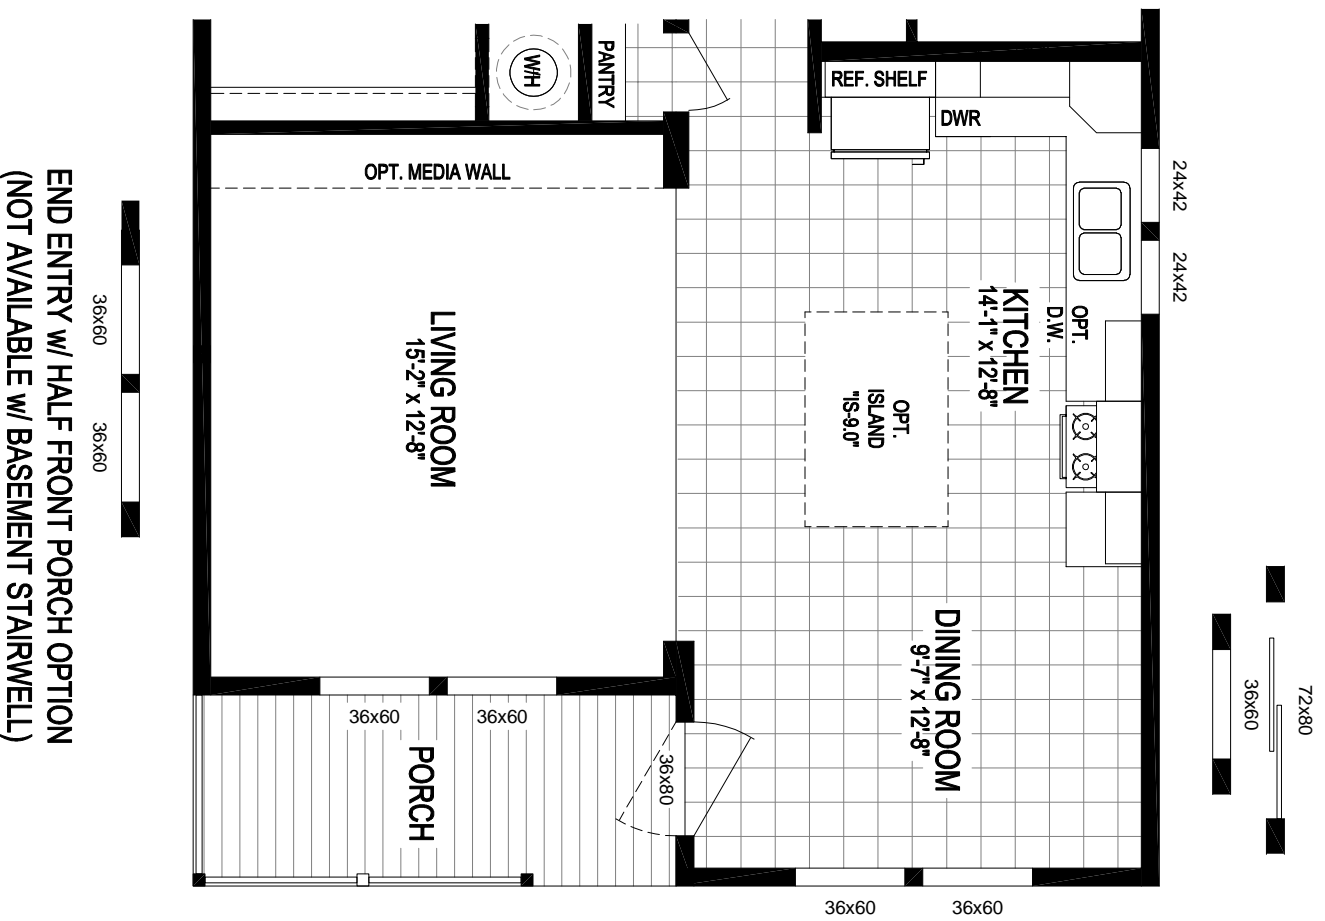 W/H
PANTRY
REF. SHELF
DWR
OPT. MEDIA WALL
24x42
24x42
KITCHEN
14'-1" x 12'-8"
OPT.
D.W.
LIVING ROOM
15'-2" x 12'-8"
OPT.
ISLAND
"IS-9.0"
DINING ROOM
9'-7" x 12'-8"
36x60
36x60
END ENTRY w/ HALF FRONT PORCH OPTION
(NOT AVAILABLE w/ BASEMENT STAIRWELL)
36x60
36x60
PORCH
36x80
36x60
72x80
36x60
36x60